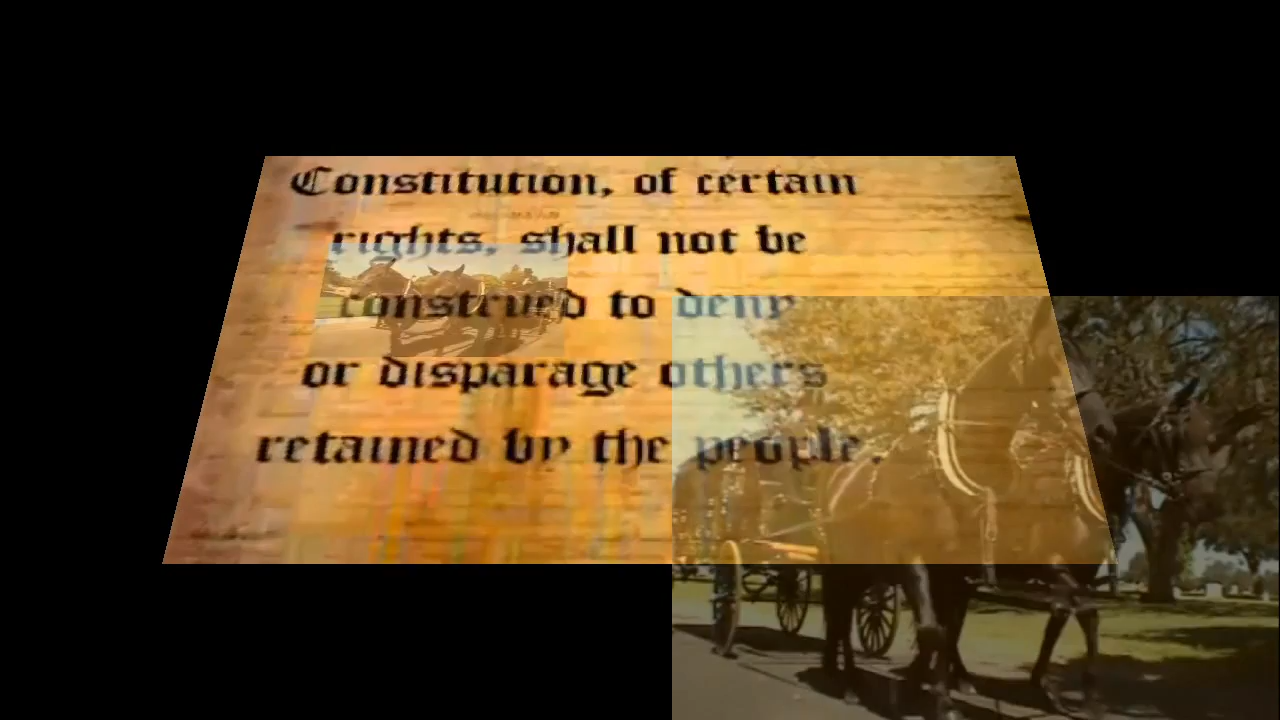 Constitution, of certain
rights, shall not be
construed to deny
or disparage others
retained by the people.